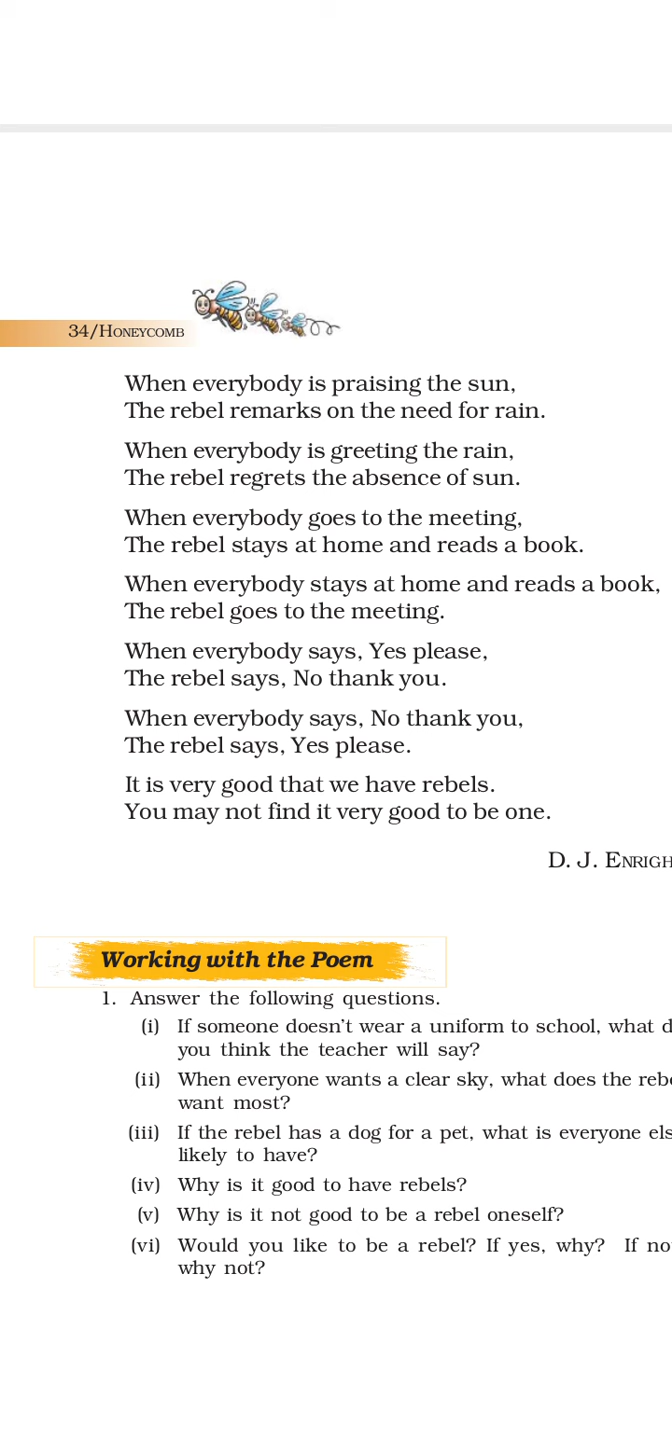 34/HONEYCOMB
When everybody is praising the sun,
The rebel remarks on the need for rain.
When everybody is greeting the rain,
The rebel regrets the absence of sun.
When everybody goes to the meeting,
The rebel stays at home and reads a book.
When everybody stays at home and reads a book,
The rebel goes to the meeting.
When everybody says, Yes please,
The rebel says, No thank you.
When everybody says, No thank you,
The rebel says, Yes please.
It is very good that we have rebels.
You may not find it very good to be one.
D. J. ENRIGH
Working with the Poem
1. Answer the following questions.
(i) If someone doesn't wear a uniform to school, what d
you think the teacher will say?
(ii) When everyone wants a clear sky, what does the reb
want most?
(iii) If the rebel has a dog for a pet, what is everyone els
likely to have?
(iv) Why is it good to have rebels?
(v) Why is it not good to be a rebel oneself?
(vi) Would you like to be a rebel? If yes, why? If no
why not?